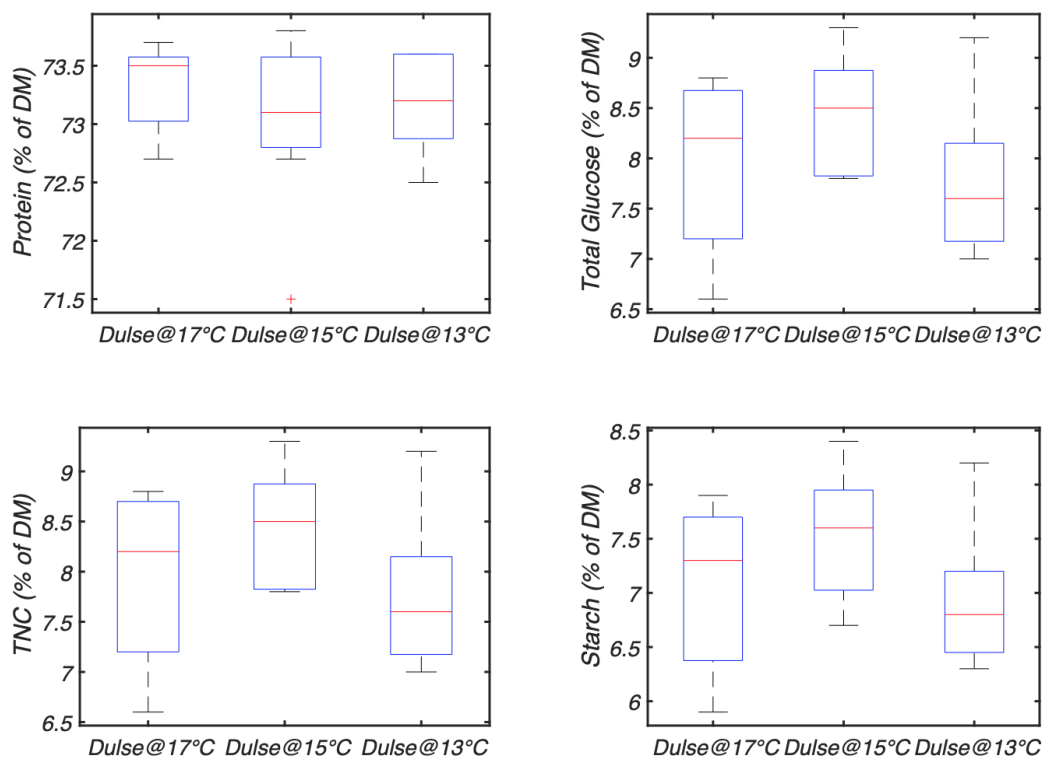 Protein (% of DM)
73.5
73
72.5
72
71.5
Dulse@17°C Dulse@15°C Dulse@13°C
Total Glucose (% of DM)
9
8.5
8
7.5
7
6.5
Dulse@17°C Dulse@15°C Dulse@13°C
TNC (% of DM)
9
8.5
8
7.5
7
6.5
Dulse@17°C Dulse@15°C Dulse@13°C
Starch (% of DM)
8.5
8
7.5
7
6.5
6
Dulse@17°C Dulse@15°C Dulse@13°C